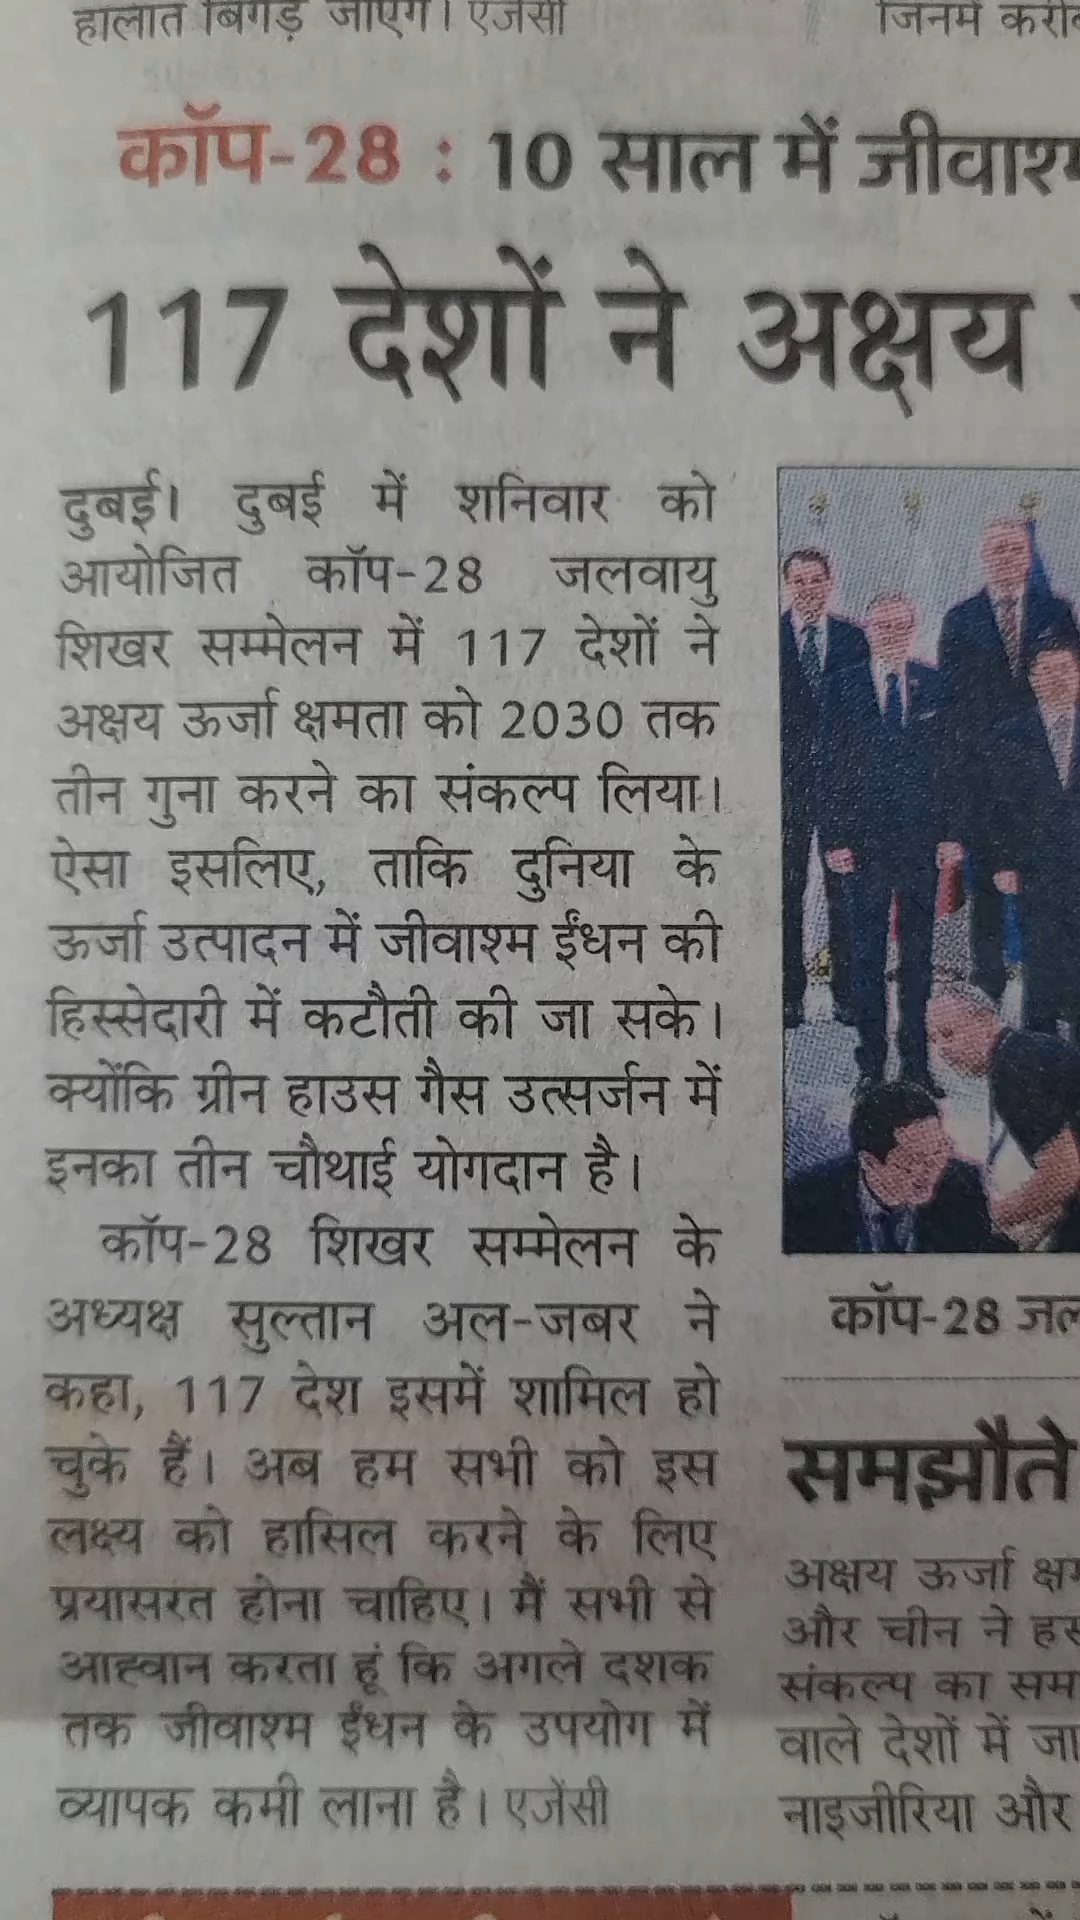 हालात बिगड़ जाएंगे। एजेंसी
जिनमें
कॉप-28 : 10 साल में
117 देशों ने अक्षय
दुबई। दुबई में शनिवार को
आयोजित कॉप-28 जलवायु
शिखर सम्मेलन में 117 देशों ने
अक्षय ऊर्जा क्षमता को 2030 तक
तीन गुना करने का संकल्प लिया।
ऐसा इसलिए, ताकि दुनिया के
ऊर्जा उत्पादन में जीवाश्म ईंधन की
हिस्सेदारी में कटौती की जा सके।
क्योंकि ग्रीन हाउस गैस उत्सर्जन में
इनका तीन चौथाई योगदान है।
कॉप-28 शिखर सम्मेलन के
अध्यक्ष सुल्तान अल-जबर ने
कहा, 117 देश इसमें शामिल हो
चुके हैं। अब हम सभी को इस
लक्ष्य को हासिल करने के लिए
प्रयासरत होना चाहिए। मैं सभी से
आह्वान करता हूं कि अगले दशक
तक जीवाश्म ईंधन के उपयोग में
व्यापक कमी लाना है। एजेंसी
कॉप-28
समझौते
अक्षय ऊर्जा
और चीन ने
संकल्प का
वाले देशों में
नाइजीरिया और